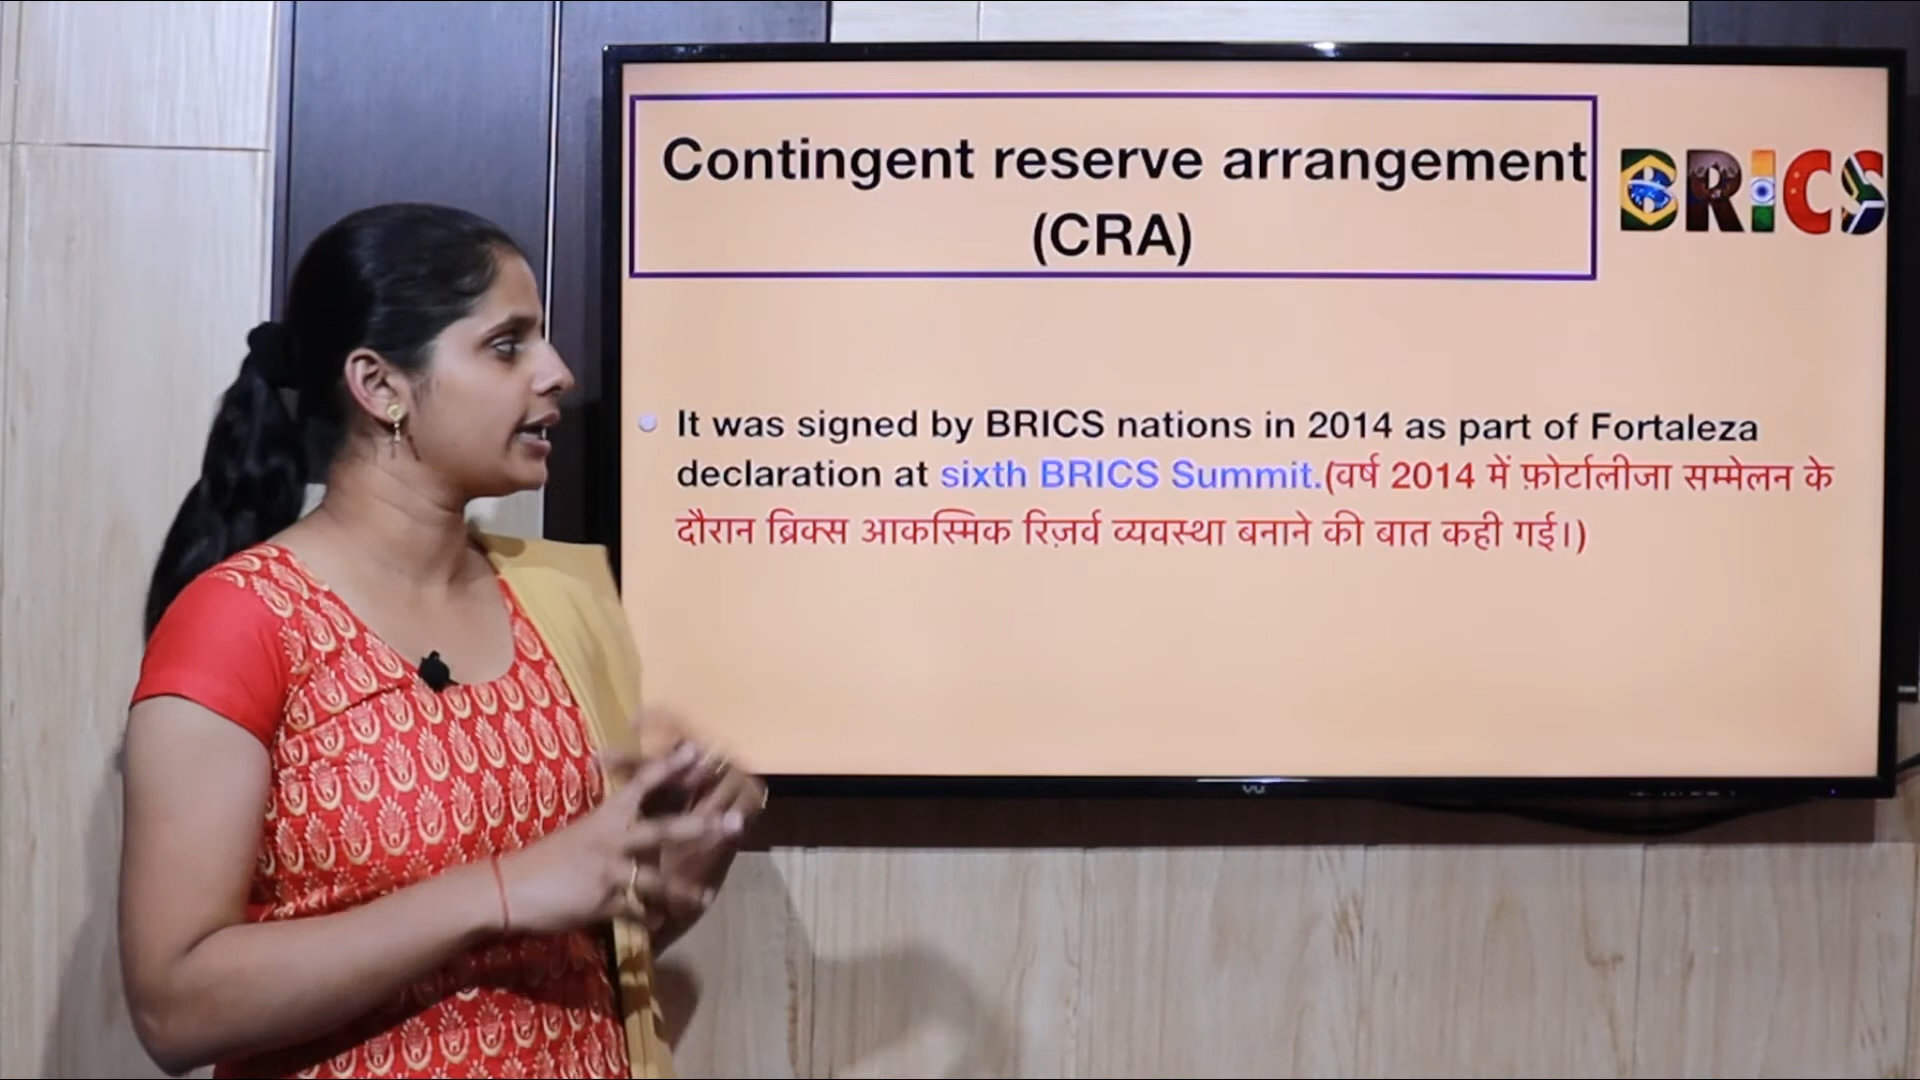 Contingent reserve arrangement
(CRA)
BRICS
It was signed by BRICS nations in 2014 as part of Fortaleza
declaration at sixth BRICS Summit.(वर्ष 2014 में फ़ोर्टालीजा सम्मेलन के
दौरान ब्रिक्स आकस्मिक रिज़र्व व्यवस्था बनाने की बात कही गई।)
VU